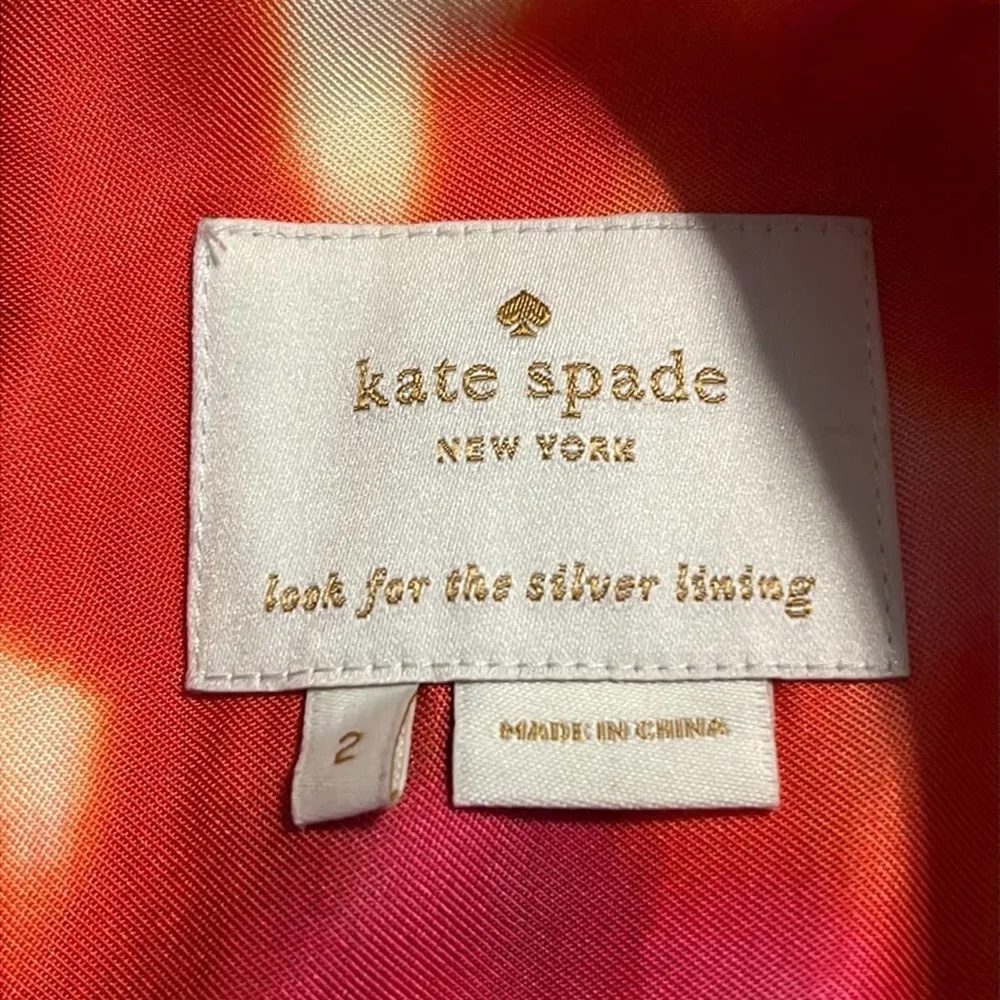 kate spade
NEW YORK
look for the silver lining
2
MADE IN CHINA